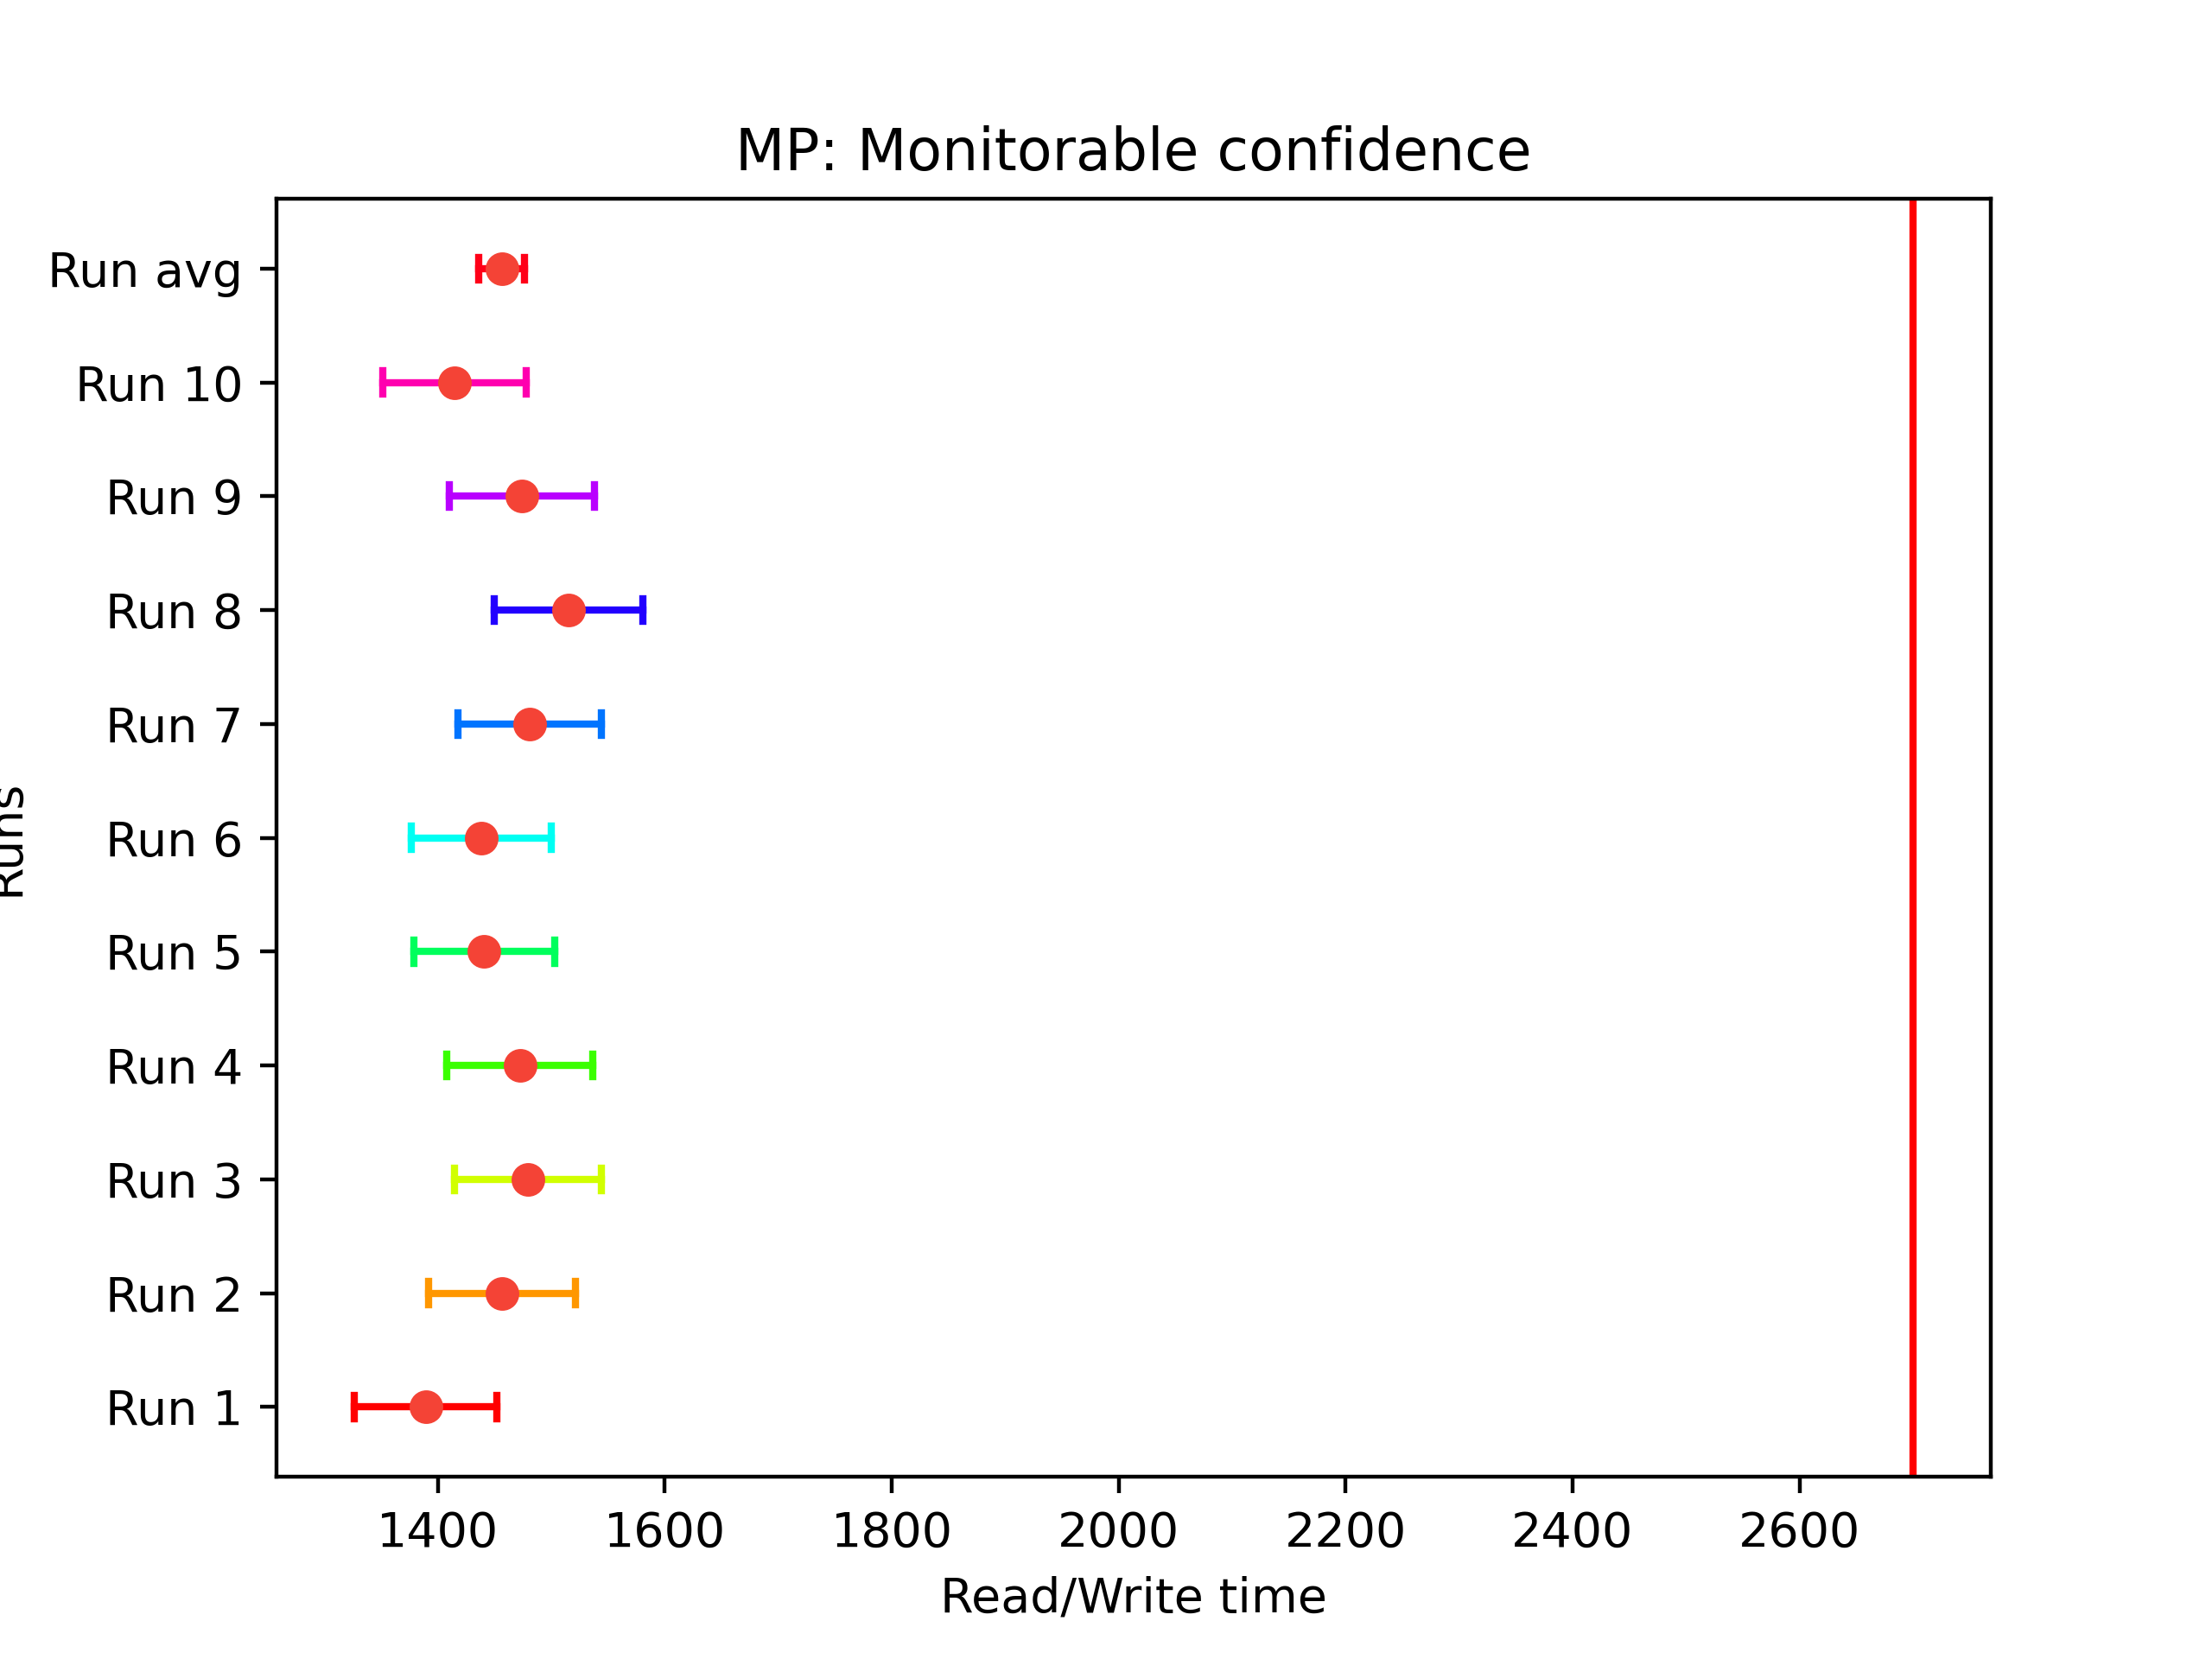 MP: Monitorable confidence
Run avg
Run 10
Run 9
Run 8
Run 7
Run 6
Run 5
Run 4
Run 3
Run 2
Run 1
Runs
1400 1600 1800 2000 2200 2400 2600
Read/Write time